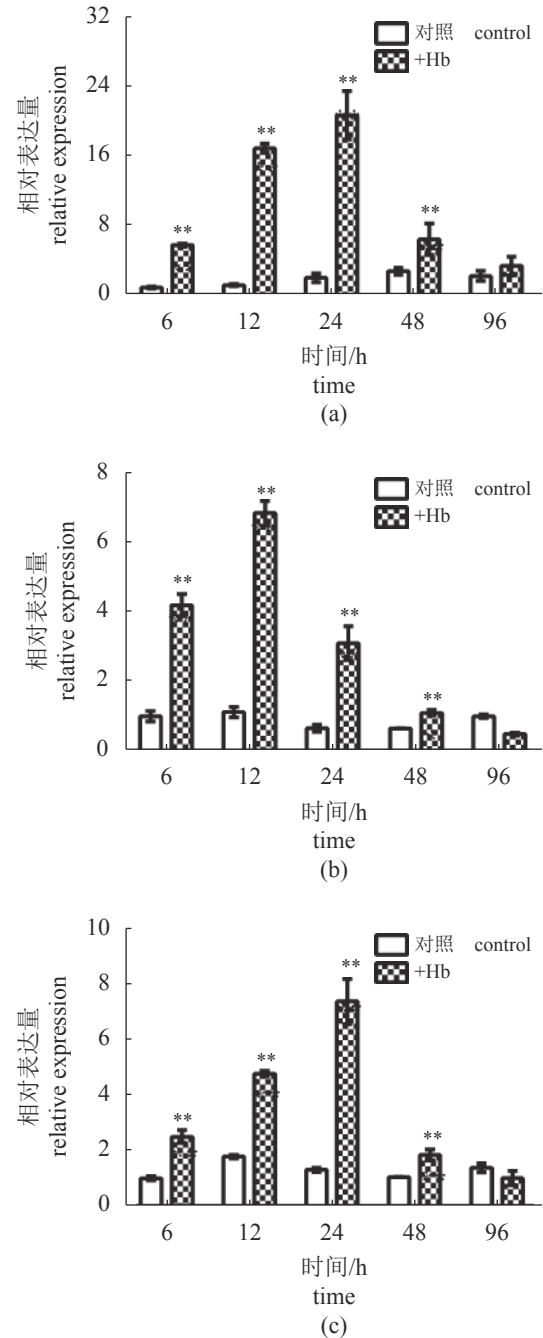 对照 control
+Hb
相对表达量
relative expression
32
24
16
8
0
**
**
**
**
6 12 24 48 96
时间/h
time
(a)
对照 control
+Hb
相对表达量
relative expression
8
6
4
2
0
**
**
**
**
6 12 24 48 96
时间/h
time
(b)
对照 control
+Hb
相对表达量
relative expression
10
8
6
4
2
0
**
**
**
**
6 12 24 48 96
时间/h
time
(c)